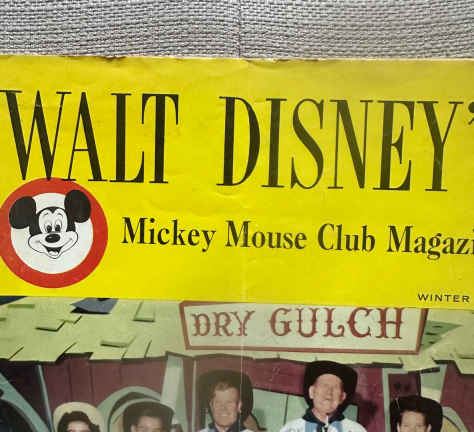 WALT DISNEY'
Mickey Mouse Club Magazi
WINTER
DRY GULCH